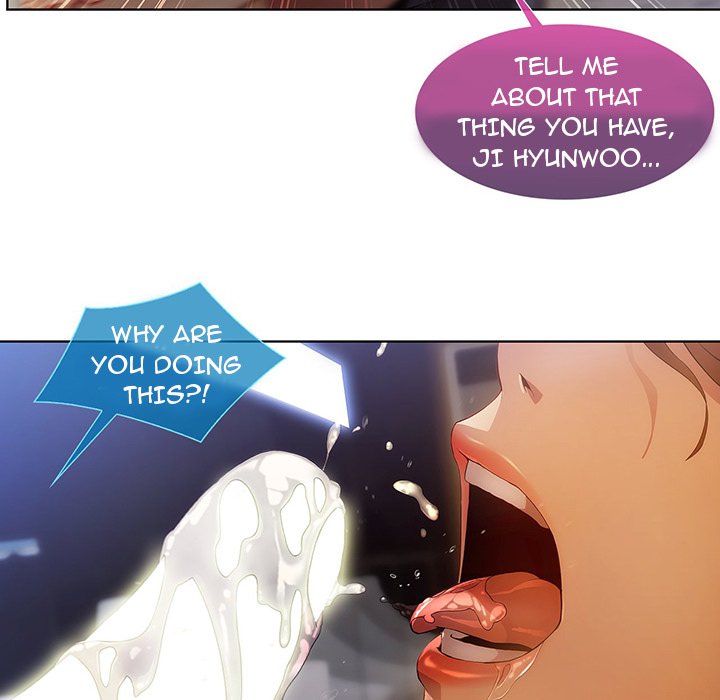 TELL ME
ABOUT THAT
THING YOU HAVE,
JI HYUNWOO...
WHY ARE
YOU DOING
THIS?!